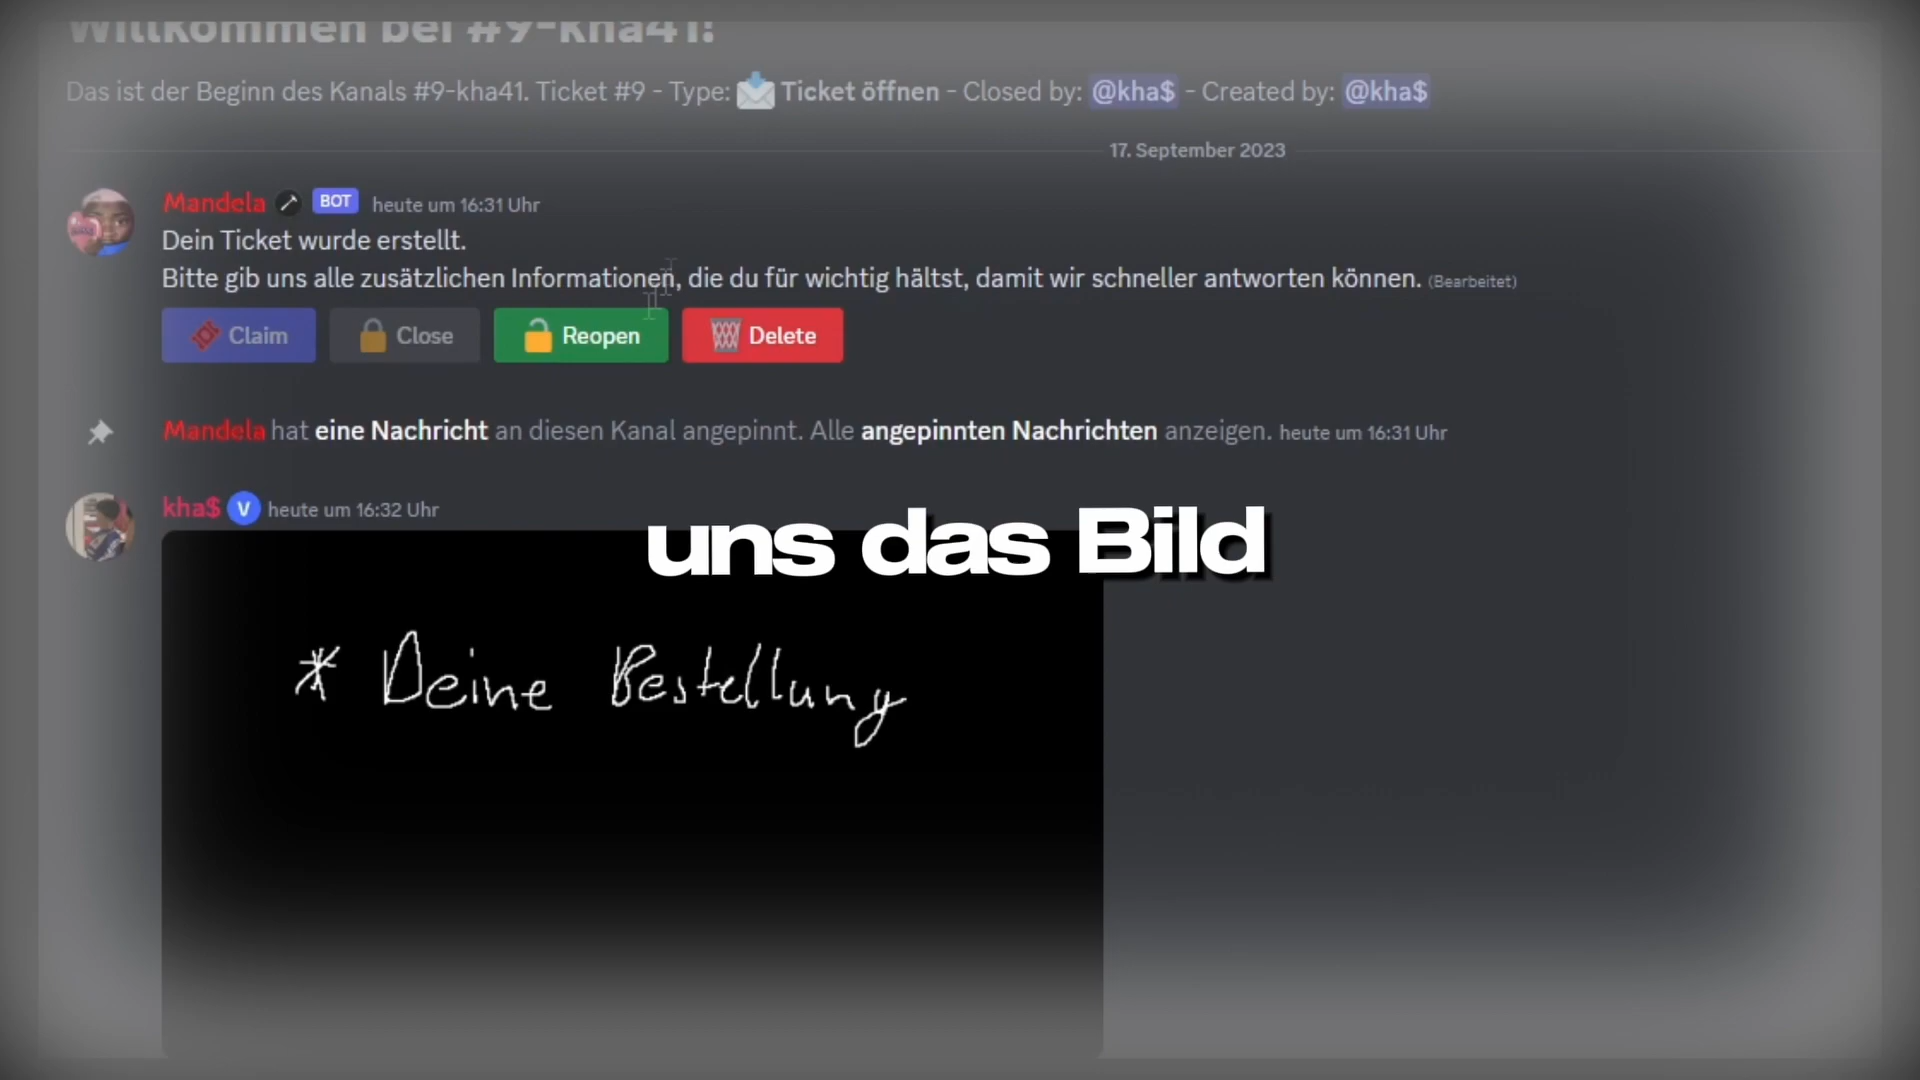 Willkommen bei #9-kha41!
Das ist der Beginn des Kanals #9-kha41. Ticket #9 - Type: Ticket öffnen - Closed by: @kha$ - Created by: @kha$
17. September 2023
Mandela BOT heute um 16:31 Uhr
Dein Ticket wurde erstellt.
Bitte gib uns alle zusätzlichen Informationen, die du für wichtig hältst, damit wir schneller antworten können. (Bearbeitet)
Claim Close Reopen Delete
Mandela hat eine Nachricht an diesen Kanal angepinnt. Alle angepinnten Nachrichten anzeigen. heute um 16:31 Uhr
kha$ V heute um 16:32 Uhr
uns das Bild
* Deine Bestellung